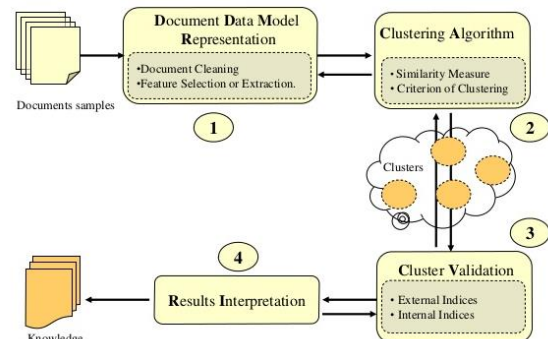 Document Data Model
Representation
•Document Cleaning
•Feature Selection or Extraction.
Documents samples
1
Clustering Algorithm
• Similarity Measure
• Criterion of Clustering
2
Clusters
3
Cluster Validation
• External Indices
• Internal Indices
4
Results Interpretation
Knowledge